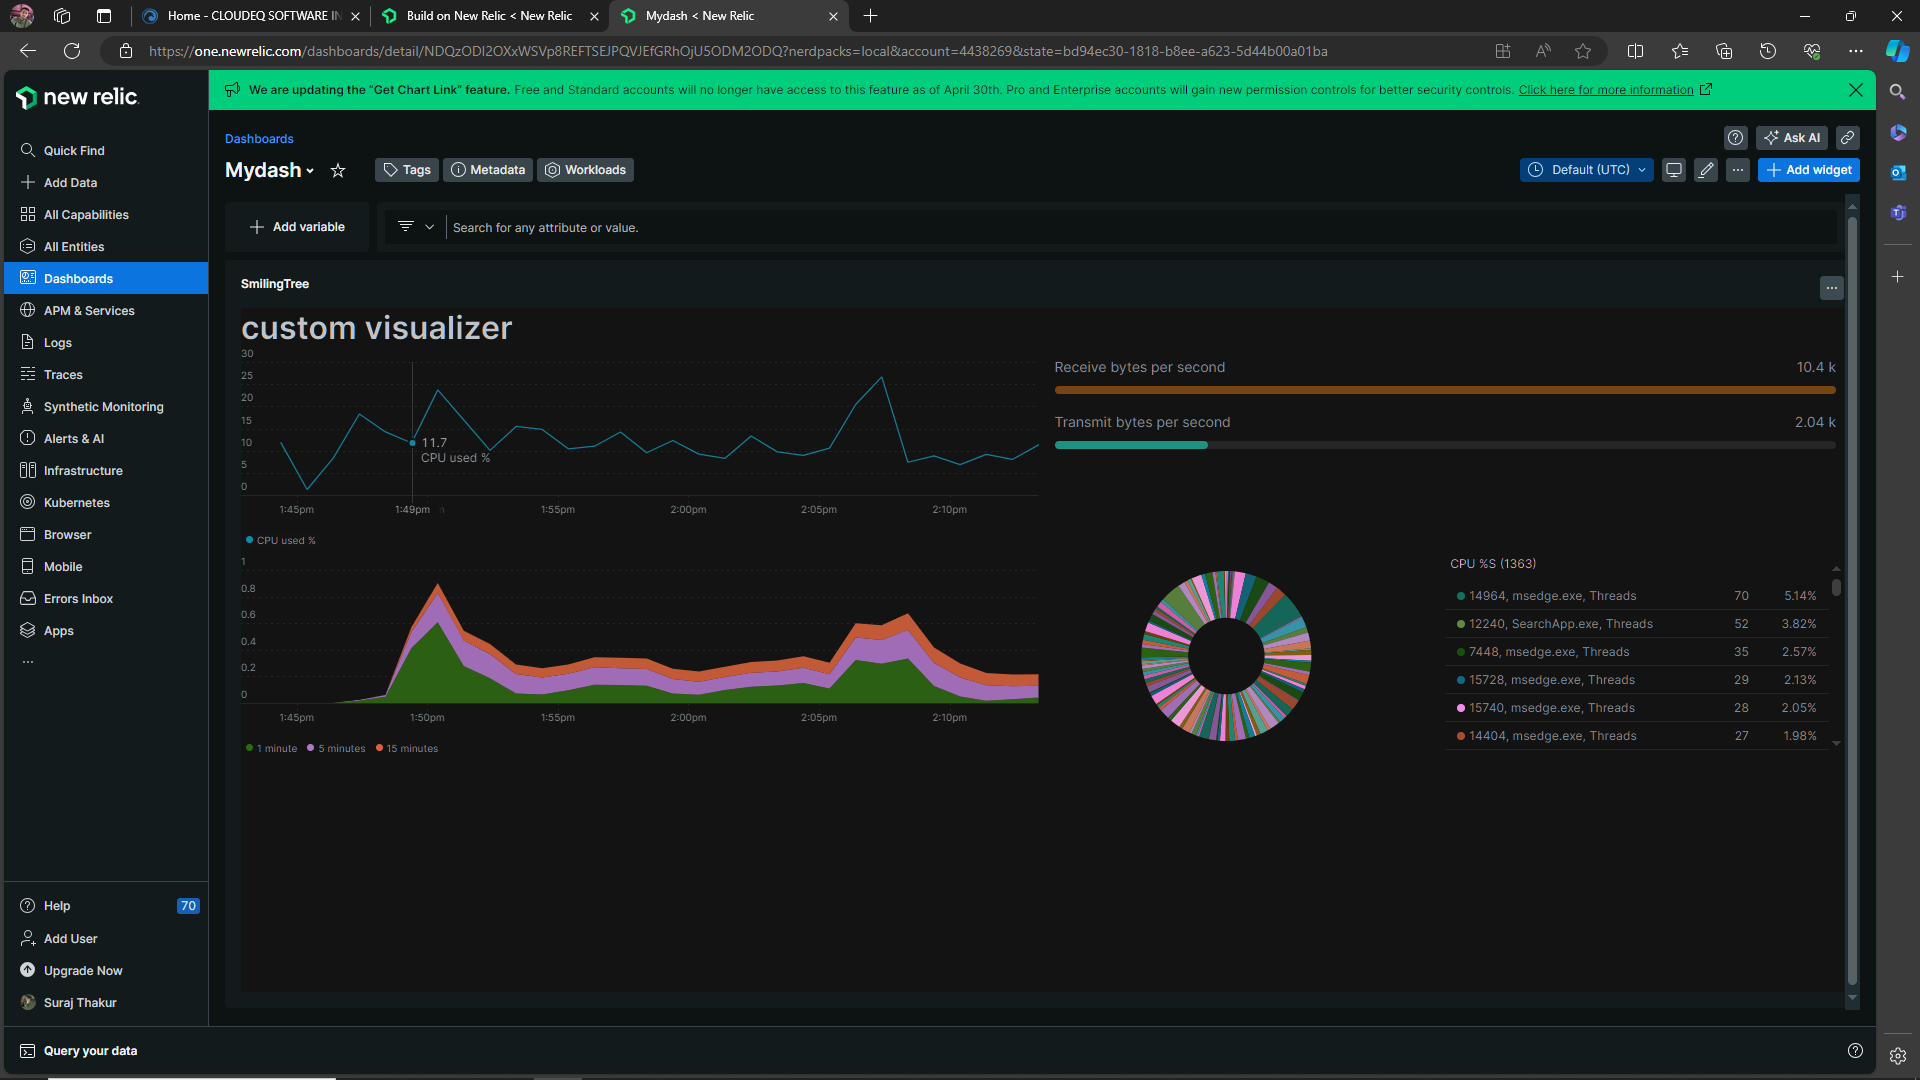 Home - CLOUDEQ SOFTWARE IN
Build on New Relic < New Relic
Mydash < New Relic
https://one.newrelic.com/dashboards/detail/NDQzODI2OXxWSVp8REFTSEJPQVJEfGRhOjU5ODM2ODQ?nerdpacks=local&account=4438269&state=bd94ec30-1818-b8ee-a623-5d44b00a01ba
new relic
We are updating the "Get Chart Link" feature. Free and Standard accounts will no longer have access to this feature as of April 30th. Pro and Enterprise accounts will gain new permission controls for better security controls. Click here for more information
Quick Find
Add Data
All Capabilities
All Entities
Dashboards
APM & Services
Logs
Traces
Synthetic Monitoring
Alerts & AI
Infrastructure
Kubernetes
Browser
Mobile
Errors Inbox
Apps
...
Help 70
Add User
Upgrade Now
Suraj Thakur
Dashboards
Ask AI
Mydash
Tags
Metadata
Workloads
Default (UTC)
Add widget
Add variable
Search for any attribute or value.
SmilingTree
custom visualizer
30
25
20
15
10
5
0
11.7
CPU used %
1:45pm 1:49pm 1:55pm 2:00pm 2:05pm 2:10pm
CPU used %
Receive bytes per second 10.4 k
Transmit bytes per second 2.04 k
1
0.8
0.6
0.4
0.2
0
1:45pm 1:50pm 1:55pm 2:00pm 2:05pm 2:10pm
1 minute 5 minutes 15 minutes
CPU %S (1363)
14964, msedge.exe, Threads 70 5.14%
12240, SearchApp.exe, Threads 52 3.82%
7448, msedge.exe, Threads 35 2.57%
15728, msedge.exe, Threads 29 2.13%
15740, msedge.exe, Threads 28 2.05%
14404, msedge.exe, Threads 27 1.98%
Query your data